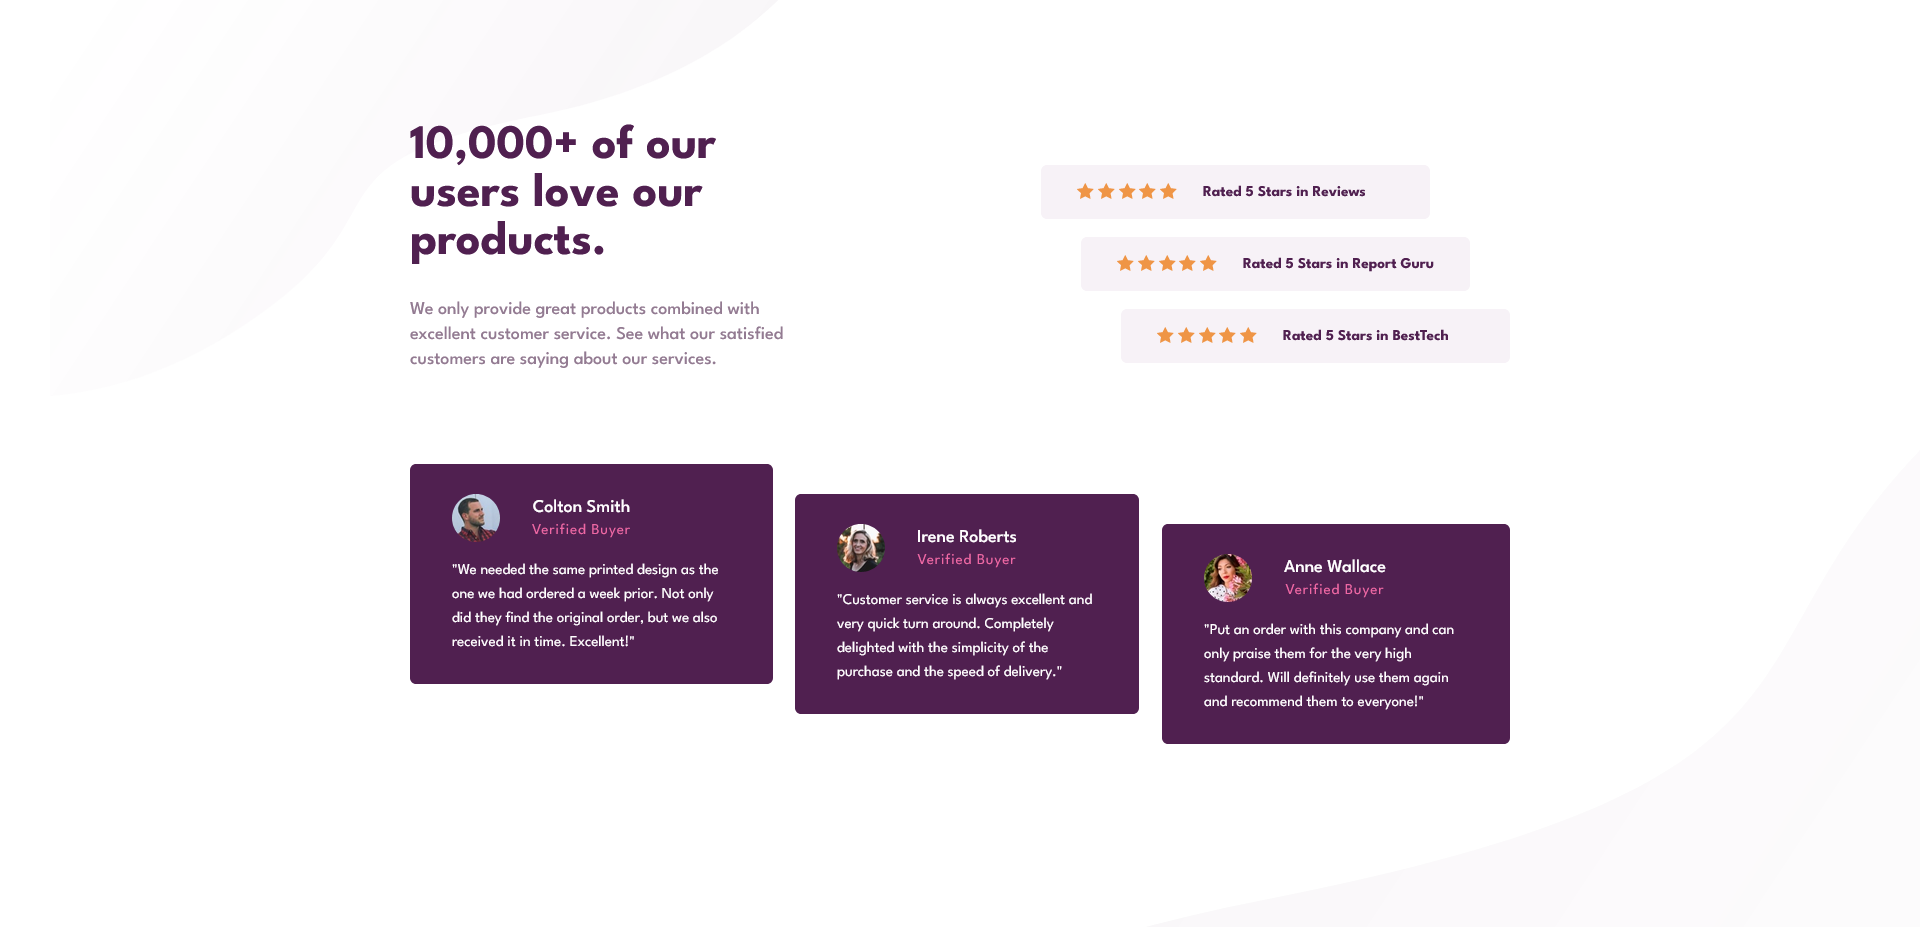 10,000+ of our
users love our
products.
We only provide great products combined with
excellent customer service. See what our satisfied
customers are saying about our services.
Rated 5 Stars in Reviews
Rated 5 Stars in Report Guru
Rated 5 Stars in BestTech
Colton Smith
Verified Buyer
"We needed the same printed design as the
one we had ordered a week prior. Not only
did they find the original order, but we also
received it in time. Excellent!"
Irene Roberts
Verified Buyer
"Customer service is always excellent and
very quick turn around. Completely
delighted with the simplicity of the
purchase and the speed of delivery."
Anne Wallace
Verified Buyer
"Put an order with this company and can
only praise them for the very high
standard. Will definitely use them again
and recommend them to everyone!"